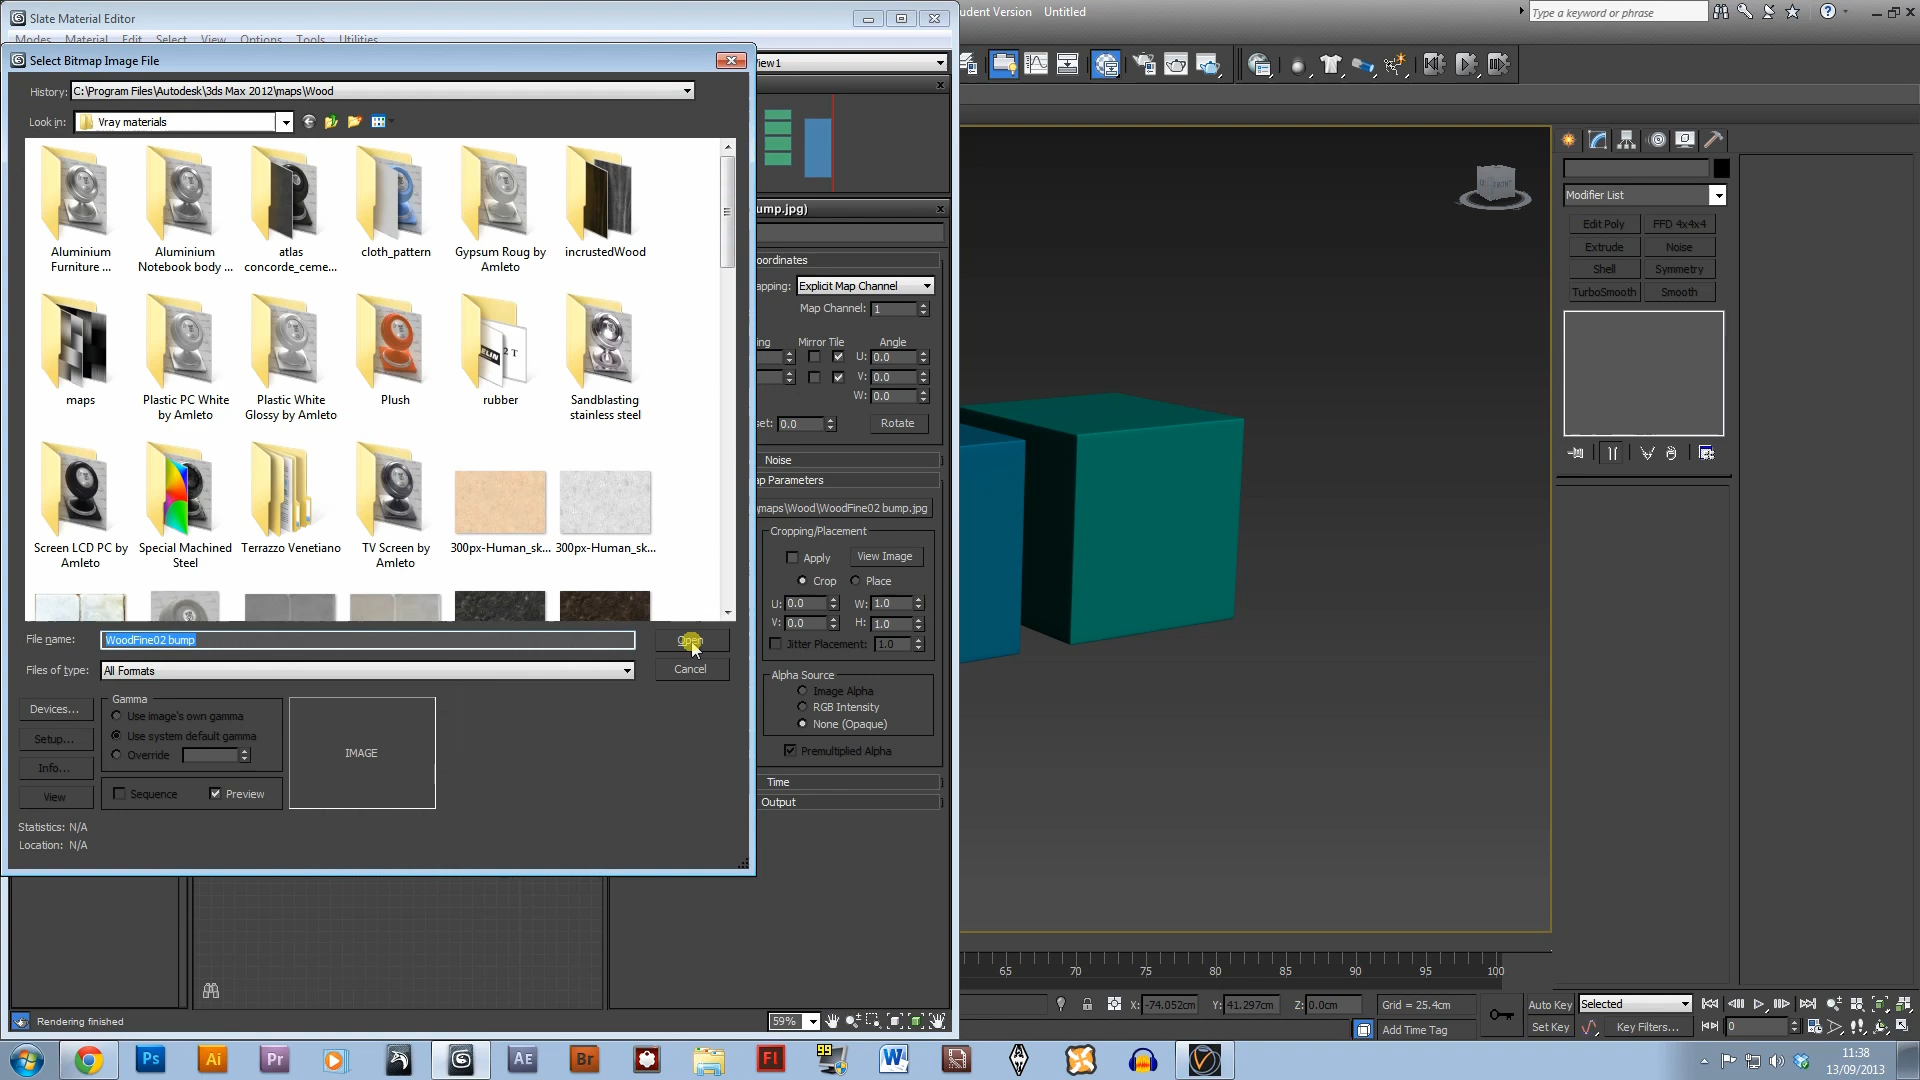 Slate Material Editor
udent Version Untitled
Type a keyword or phrase
Modes Material Edit Select View Options Tools Utilities
Select Bitmap Image File
iew1
History: C:\Program Files\Autodesk\3ds Max 2012\maps\Wood
Look in: Vray materials
Aluminium Furniture ...
Aluminium Notebook body ...
atlas concorde_ceme...
cloth_pattern
Gypsum Roug by Amleto
incrustedWood
maps
Plastic PC White by Amleto
Plastic White Glossy by Amleto
Plush
rubber
Sandblasting stainless steel
Screen LCD PC by Amleto
Special Machined Steel
Terrazzo Venetiano
TV Screen by Amleto
300px-Human_sk...
300px-Human_sk...
File name: WoodFine02 bump
Open
Files of type: All Formats
Cancel
Devices...
Setup...
Info...
View
Gamma
Use image's own gamma
Use system default gamma
Override
Sequence
Preview
IMAGE
Statistics: N/A
Location: N/A
ump.jpg)
oordinates
apping: Explicit Map Channel
Map Channel: 1
ing Mirror Tile Angle
U: 0.0
V: 0.0
W: 0.0
set: 0.0 Rotate
Noise
ap Parameters
maps\Wood\WoodFine02 bump.jpg
Cropping/Placement
Apply View Image
Crop Place
U: 0.0 W: 1.0
V: 0.0 H: 1.0
Jitter Placement: 1.0
Alpha Source
Image Alpha
RGB Intensity
None (Opaque)
Premultiplied Alpha
Time
Output
Modifier List
Edit Poly FFD 4x4x4
Extrude Noise
Shell Symmetry
TurboSmooth Smooth
65 70 75 80 85 90 95 100
X: -74.052cm Y: 41.297cm Z: 0.0cm Grid = 25.4cm
Auto Key Selected
Add Time Tag
Set Key Key Filters... 0
Rendering finished
59%
Ps Ai Pr AE Br Fl 99 W
11:38
13/09/2013